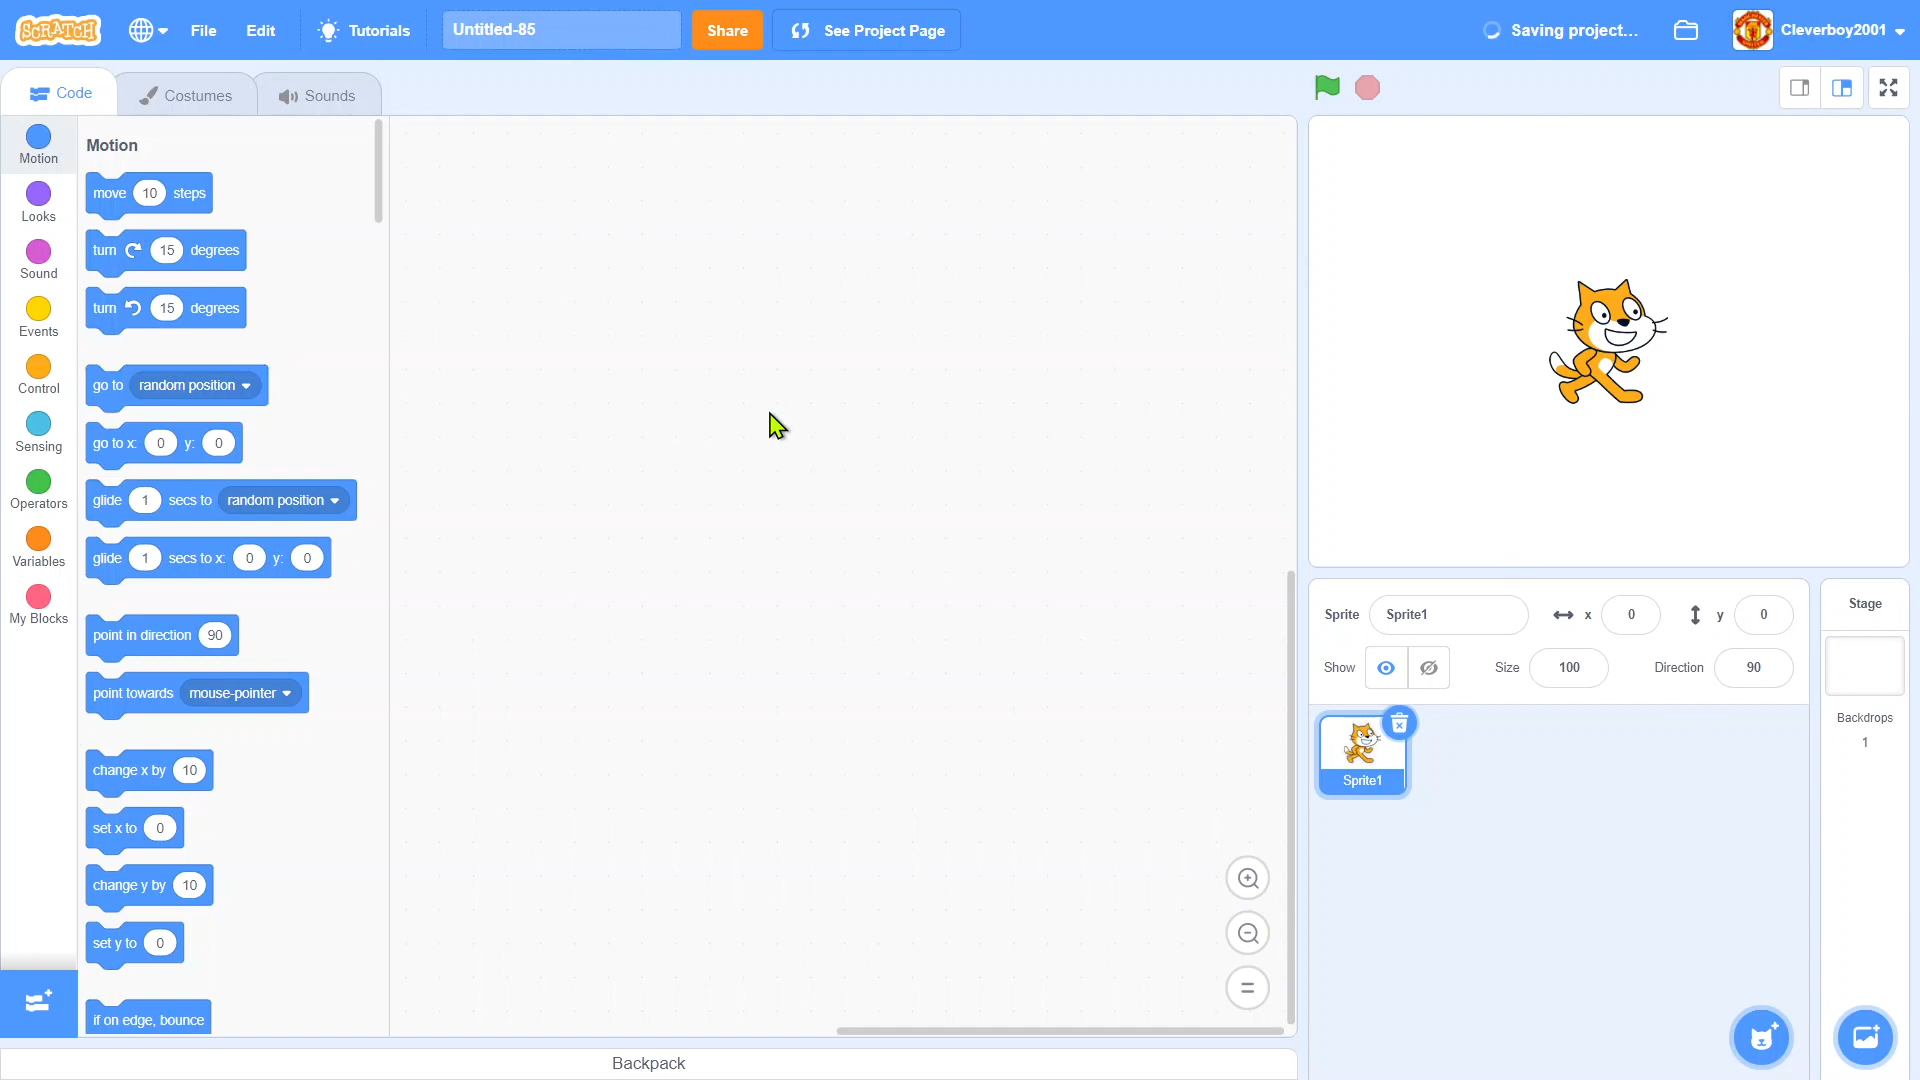 SCRATCH
File
Edit
Tutorials
Untitled-85
Share
See Project Page
Saving project...
Cleverboy2001
Code
Costumes
Sounds
Motion
Looks
Sound
Events
Control
Sensing
Operators
Variables
My Blocks
Motion
move 10 steps
turn 15 degrees
turn 15 degrees
go to random position
go to x: 0 y: 0
glide 1 secs to random position
glide 1 secs to x: 0 y: 0
point in direction 90
point towards mouse-pointer
change x by 10
set x to 0
change y by 10
set y to 0
if on edge, bounce
Backpack
Sprite Sprite1 x 0 y 0
Show Size 100 Direction 90
Sprite1
Stage
Backdrops
1